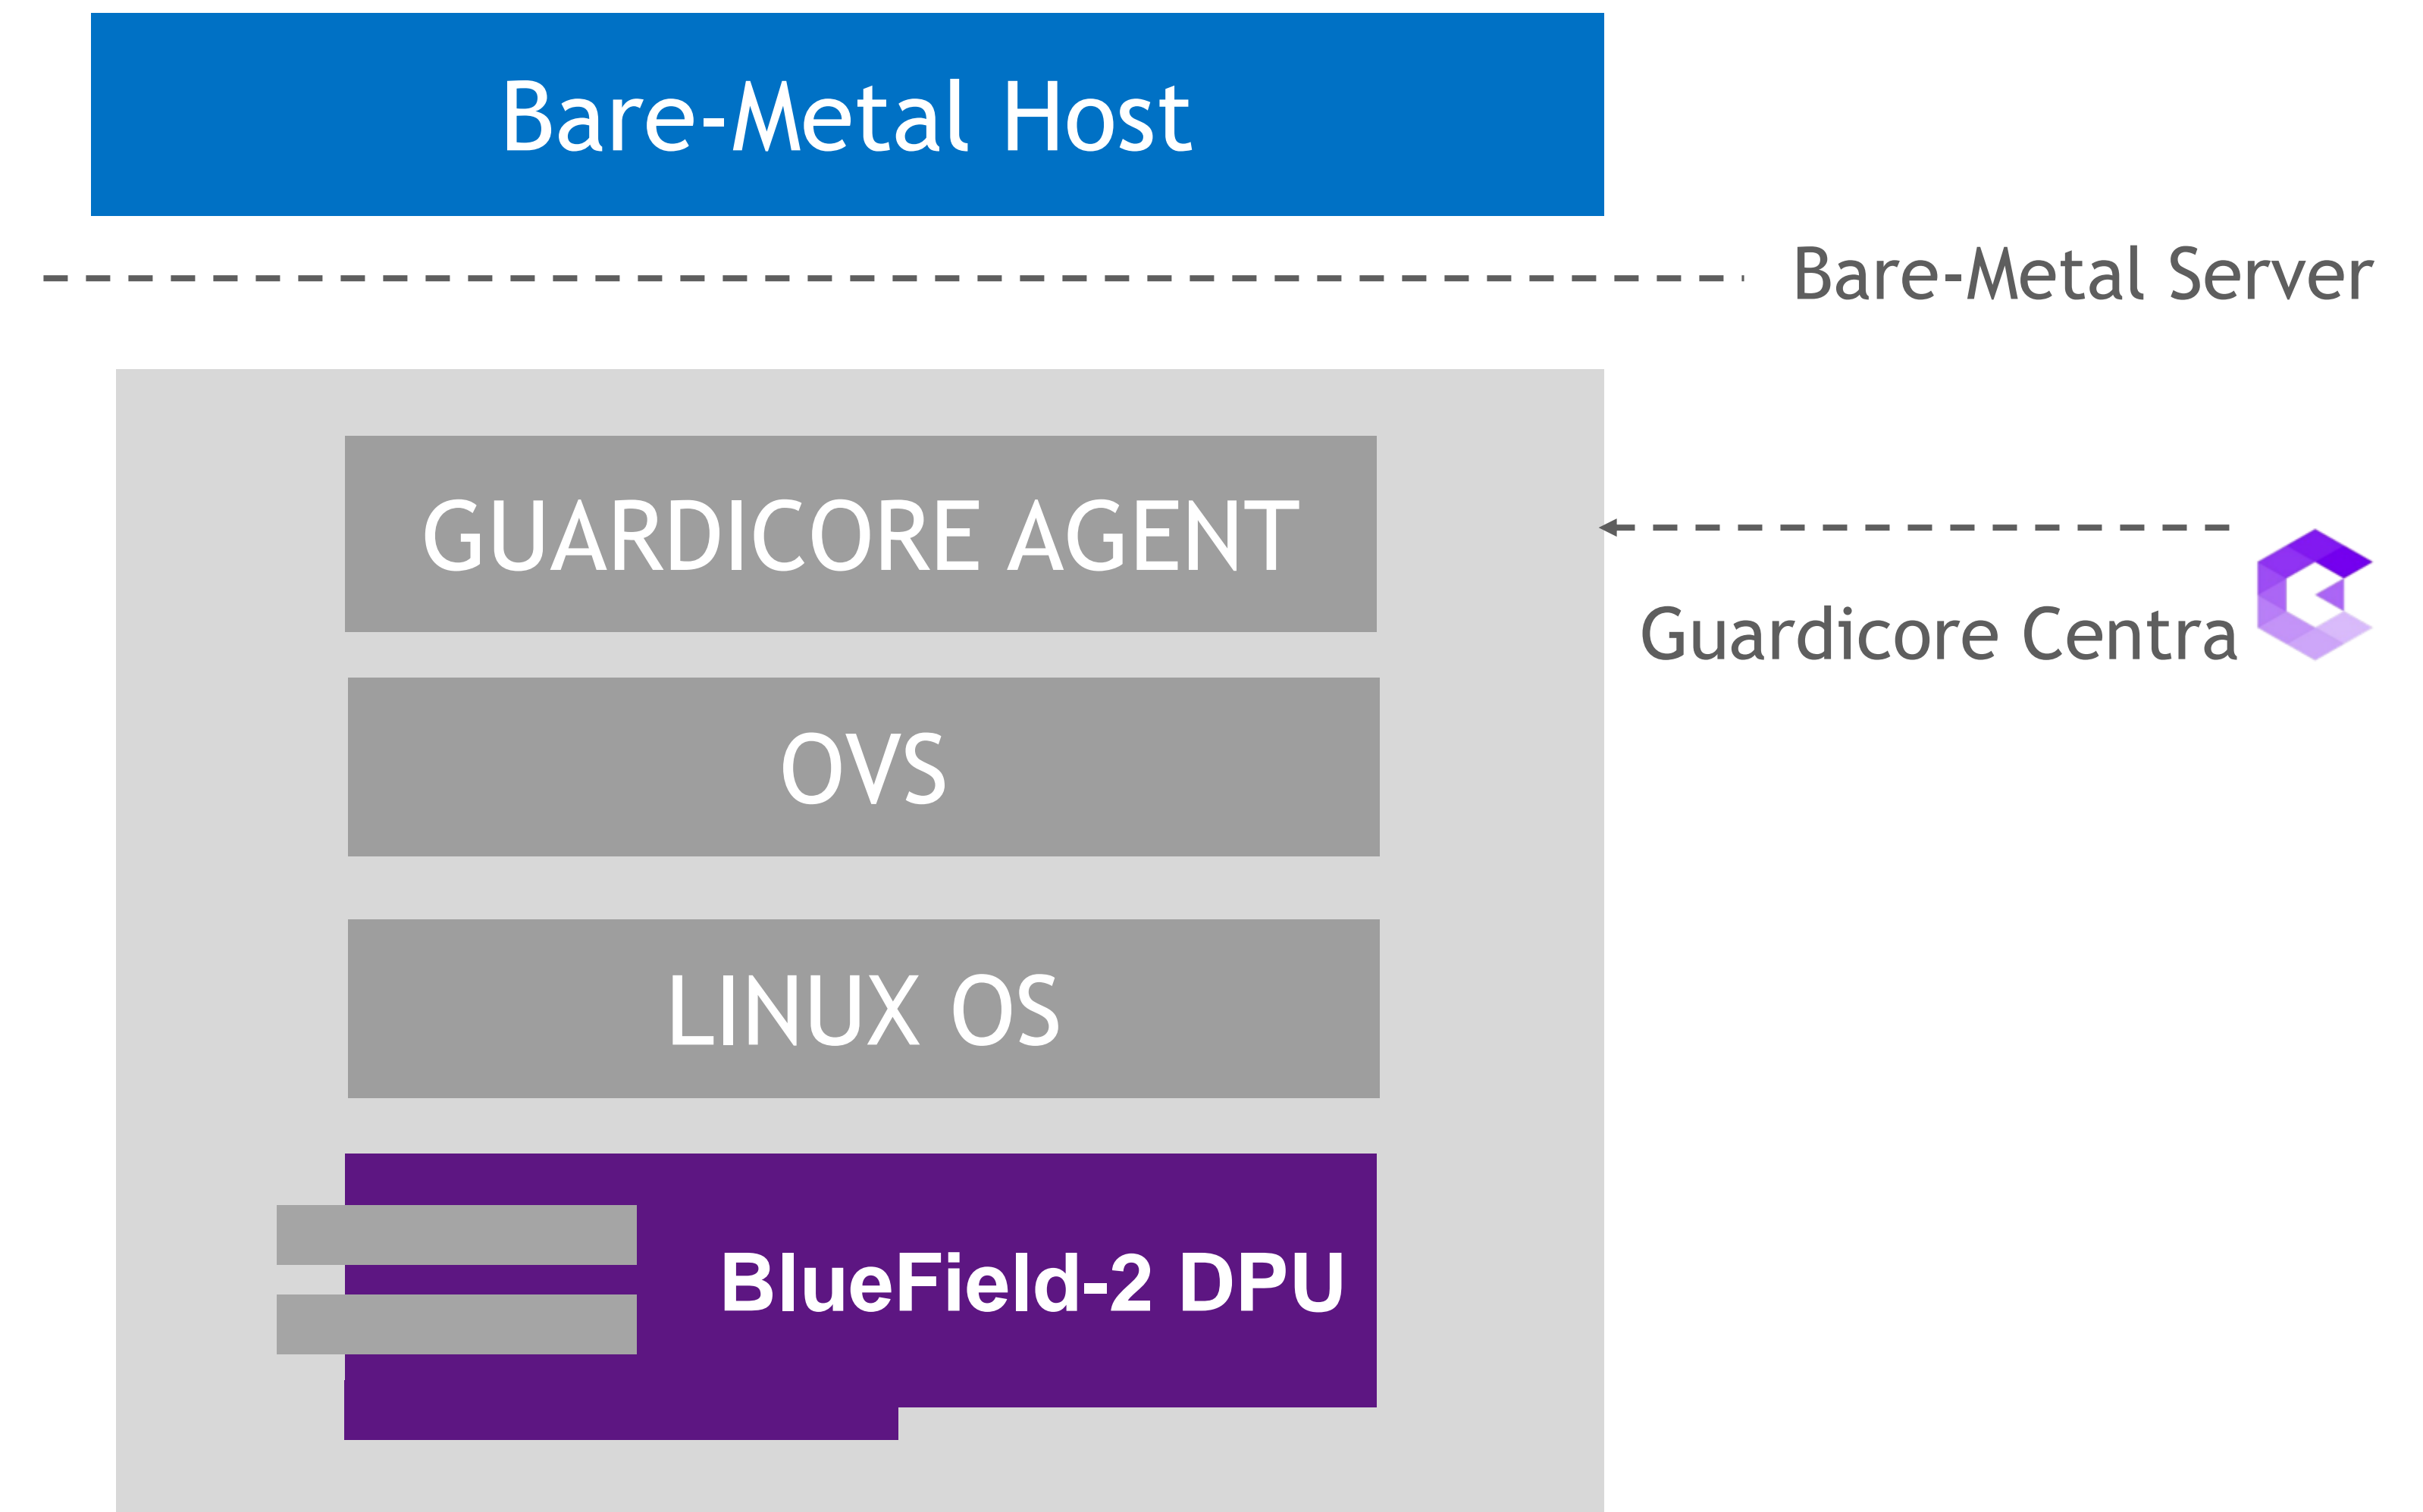 Bare-Metal Host
Bare-Metal Server
GUARDICORE AGENT
Guardicore Centra
OVS
LINUX OS
BlueField-2 DPU